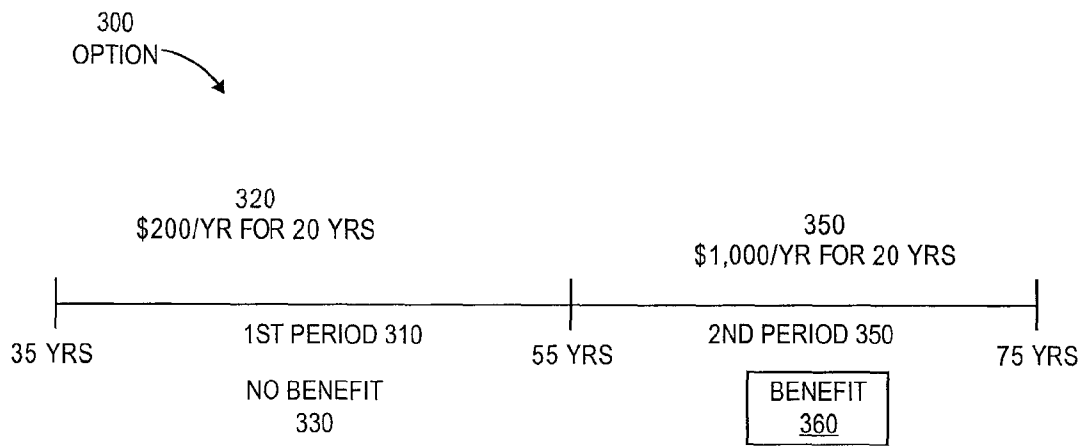 300
OPTION
320
$200/YR FOR 20 YRS
350
$1,000/YR FOR 20 YRS
35 YRS
1ST PERIOD 310
55 YRS
2ND PERIOD 350
75 YRS
NO BENEFIT
330
BENEFIT
360